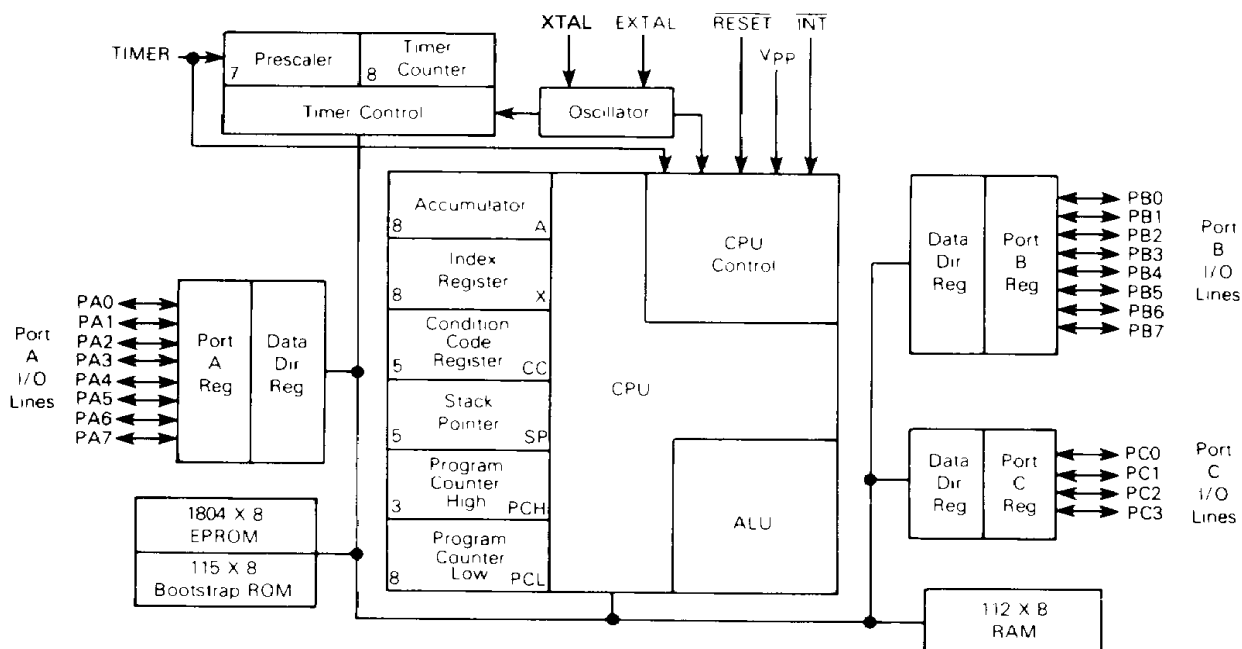 XTAL EXTAL RESET INT
TIMER
VPP
7 Prescaler
8 Timer Counter
Timer Control
Oscillator
8 Accumulator A
8 Index Register X
5 Condition Code Register CC
5 Stack Pointer SP
3 Program Counter High PCH
8 Program Counter Low PCL
CPU
CPU Control
ALU
Port A I/O Lines
PA0
PA1
PA2
PA3
PA4
PA5
PA6
PA7
Port A Reg
Data Dir Reg
1804 X 8
EPROM
115 X 8
Bootstrap ROM
Data Dir Reg
Port B Reg
PB0
PB1
PB2
PB3
PB4
PB5
PB6
PB7
Port B I/O Lines
Data Dir Reg
Port C Reg
PC0
PC1
PC2
PC3
Port C I/O Lines
112 X 8
RAM